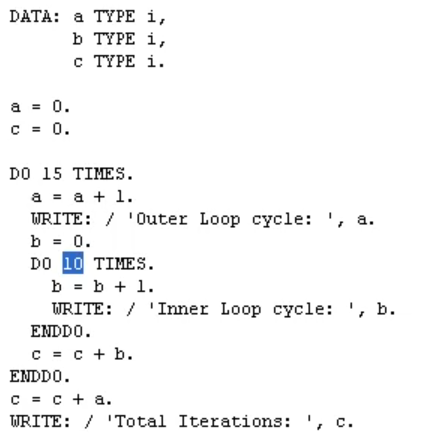 DATA: a TYPE i,
b TYPE i,
c TYPE i.
a = 0.
c = 0.
DO 15 TIMES.
a = a + 1.
WRITE: / 'Outer Loop cycle: ', a.
b = 0.
DO 10 TIMES.
b = b + 1.
WRITE: / 'Inner Loop cycle: ', b.
ENDDO.
c = c + b.
ENDDO.
c = c + a.
WRITE: / 'Total Iterations: ', c.